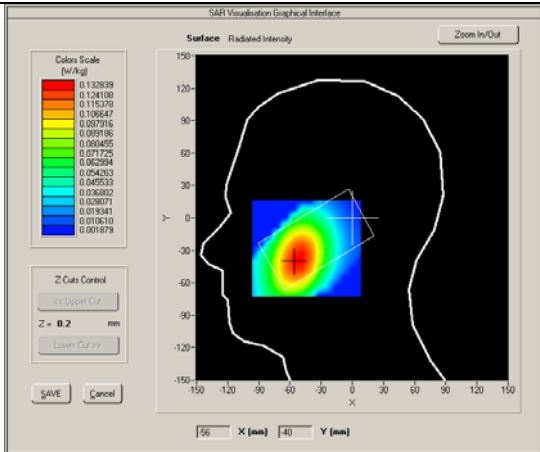 SAR Visualisation Graphical Interface
Surface Radiated Intensity
Zoom In/Out
Colors Scale
(W/kg)
0.132839
0.124108
0.115378
0.106647
0.097916
0.089186
0.080455
0.071725
0.062994
0.054263
0.045533
0.036802
0.028071
0.019341
0.010610
0.001879
150
120
90
60
30
0
-30
-60
-90
-120
-150
Y
-150 -120 -90 -60 -30 0 30 60 90 120 150
X
Z Cuts Control
<< Upper Cut
Z = 0.2 mm
Lower Cut >>
SAVE Cancel
-56 X (mm) -40 Y (mm)